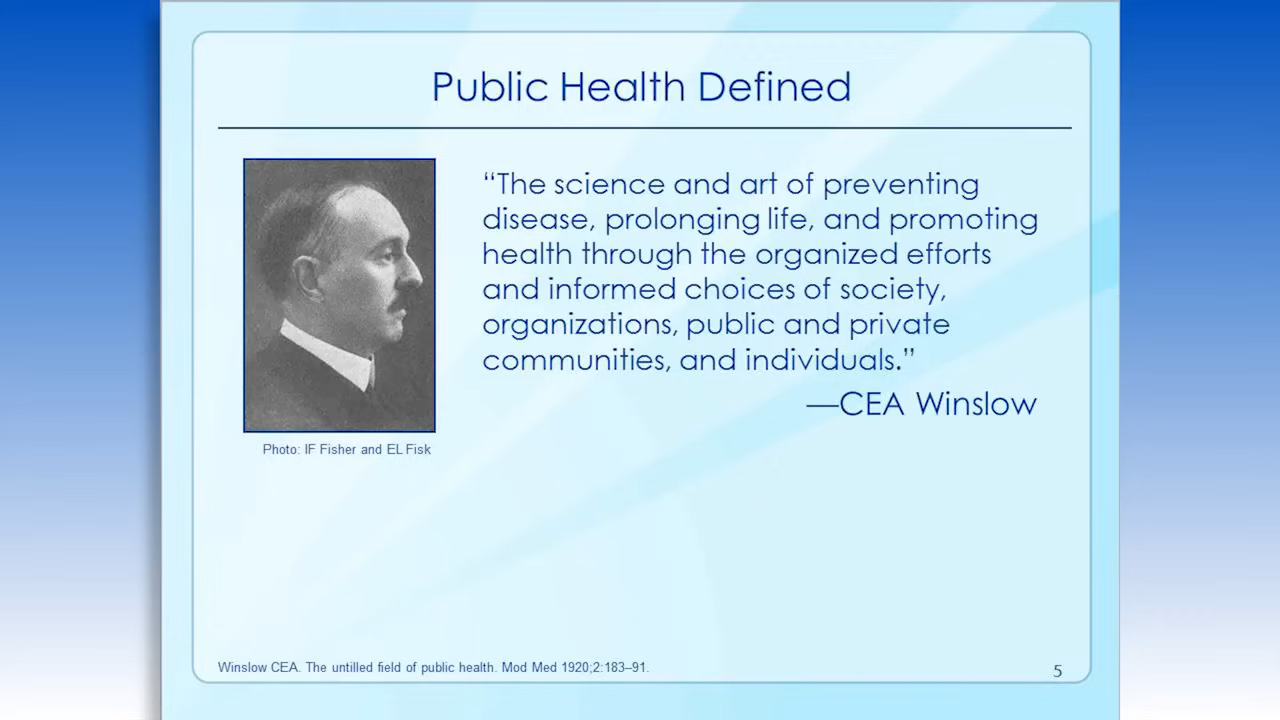 Public Health Defined
“The science and art of preventing
disease, prolonging life, and promoting
health through the organized efforts
and informed choices of society,
organizations, public and private
communities, and individuals.”
—CEA Winslow
Photo: IF Fisher and EL Fisk
Winslow CEA. The untilled field of public health. Mod Med 1920;2:183–91.
5